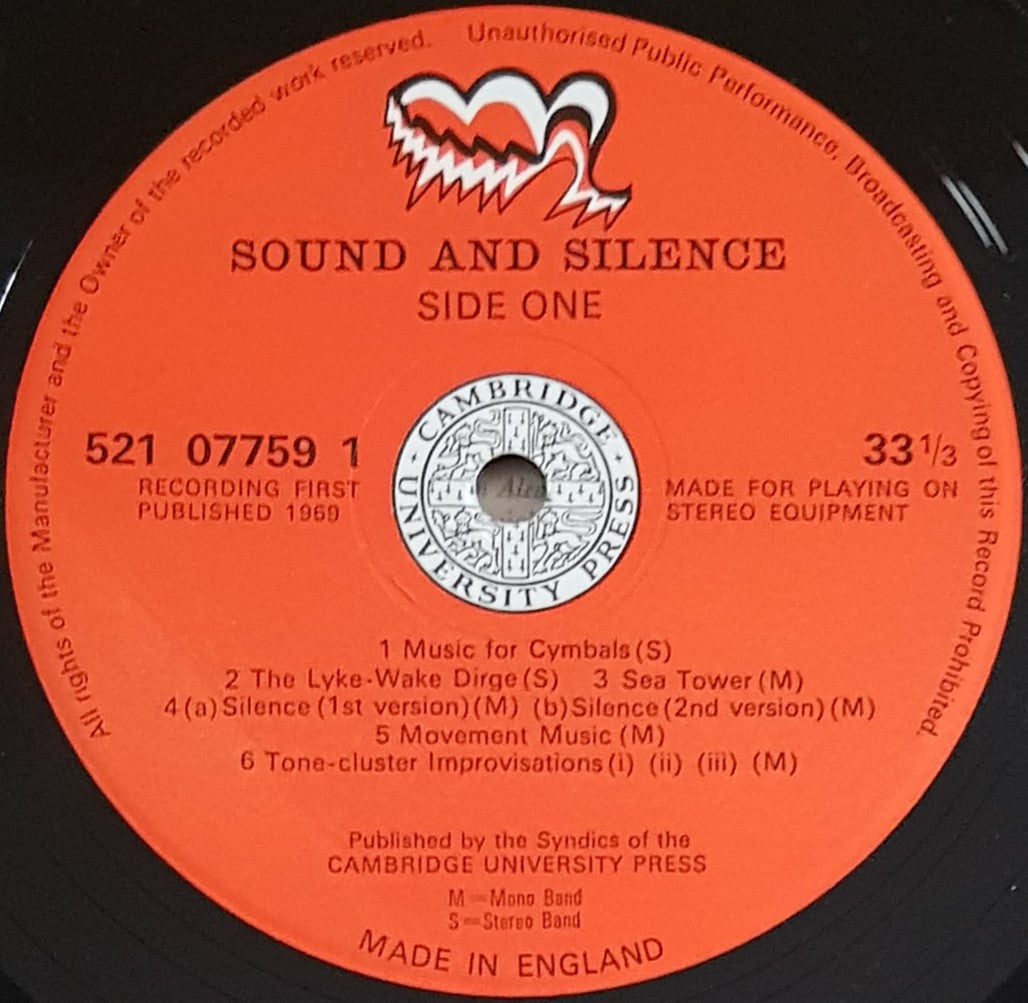 All rights of the Manufacturer and the Owner of the recorded work reserved.
Unauthorised Public Performance, Broadcasting and Copying of this Record Prohibited.
SOUND AND SILENCE
SIDE ONE
CAMBRIDGE · UNIVERSITY PRESS ·
521 07759 1
RECORDING FIRST
PUBLISHED 1969
33 1/3
MADE FOR PLAYING ON
STEREO EQUIPMENT
1 Music for Cymbals (S)
2 The Lyke-Wake Dirge (S) 3 Sea Tower (M)
4 (a) Silence (1st version) (M) (b) Silence (2nd version) (M)
5 Movement Music (M)
6 Tone-cluster Improvisations (i) (ii) (iii) (M)
Published by the Syndics of the
CAMBRIDGE UNIVERSITY PRESS
M = Mono Band
S = Stereo Band
MADE IN ENGLAND